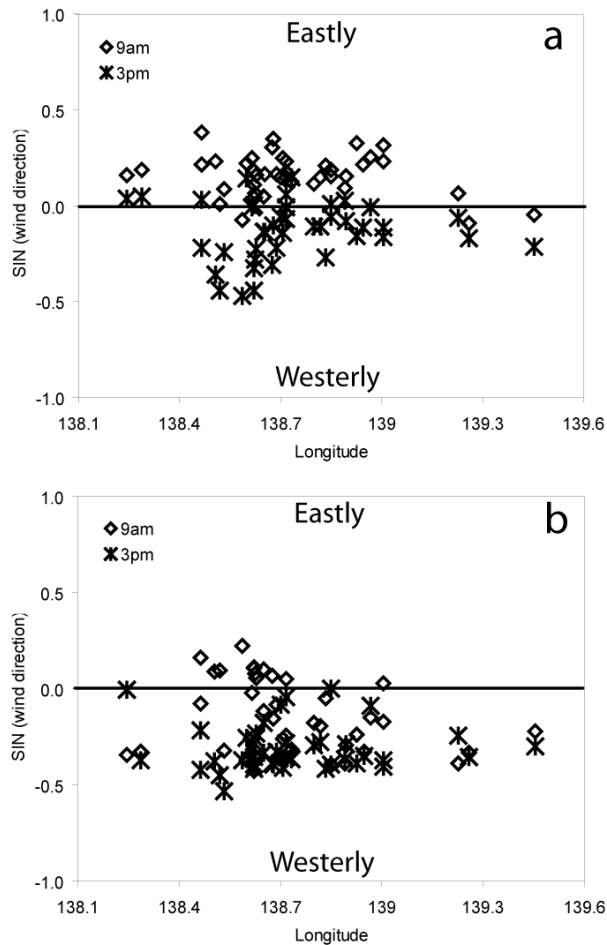 1.0
Eastly
a
9am
3pm
0.5
SIN (wind direction)
0.0
-0.5
Westerly
-1.0
138.1 138.4 138.7 139 139.3 139.6
Longitude
1.0
Eastly
b
9am
3pm
0.5
SIN (wind direction)
0.0
-0.5
Westerly
-1.0
138.1 138.4 138.7 139 139.3 139.6
Longitude